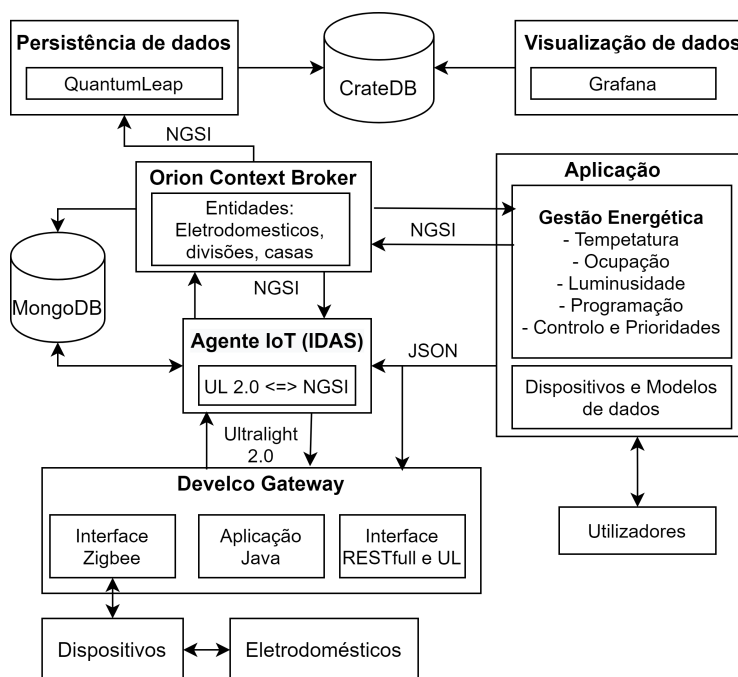 Persistência de dados
QuantumLeap
CrateDB
Visualização de dados
Grafana
NGSI
Orion Context Broker
Entidades:
Eletrodomesticos,
divisões, casas
NGSI
MongoDB
Aplicação
Gestão Energética
- Tempetatura
- Ocupação
- Luminusidade
- Programação
- Controlo e Prioridades
NGSI
Agente IoT (IDAS)
UL 2.0 <=> NGSI
JSON
Dispositivos e Modelos
de dados
Ultralight
2.0
Develco Gateway
Interface
Zigbee
Aplicação
Java
Interface
RESTfull e UL
Utilizadores
Dispositivos
Eletrodomésticos